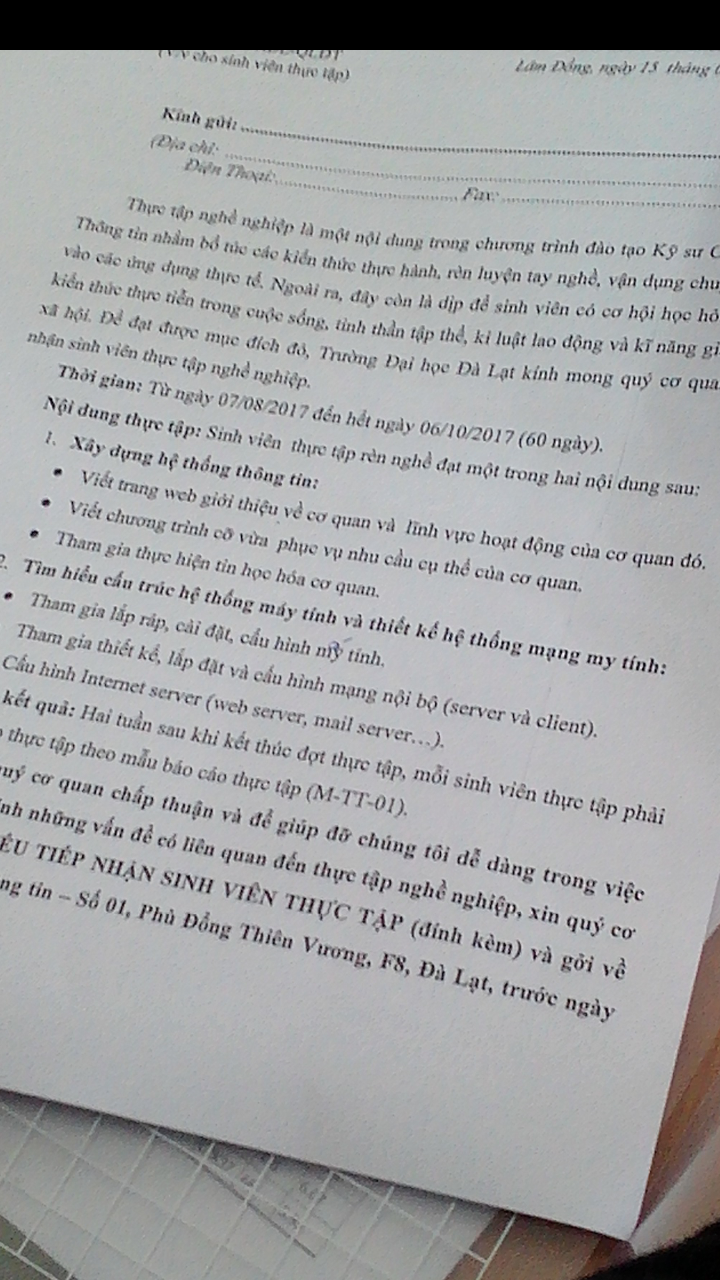 cho sinh viên thực tập)
Lâm Đồng, ngày 15 tháng
Kính gửi:
(Địa chỉ:
Điện Thoại: Fax:
Thực tập nghề nghiệp là một nội dung trong chương trình đào tạo Kỹ sư C
Thông tin nhằm bổ túc các kiến thức thực hành, rèn luyện tay nghề, vận dụng chu
vào các ứng dụng thực tế. Ngoài ra, đây còn là dịp để sinh viên có cơ hội học hỏ
kiến thức thực tiễn trong cuộc sống, tinh thần tập thể, kỉ luật lao động và kĩ năng gi
xã hội. Để đạt được mục đích đó, Trường Đại học Đà Lạt kính mong quý cơ qua
nhận sinh viên thực tập nghề nghiệp.
Thời gian: Từ ngày 07/08/2017 đến hết ngày 06/10/2017 (60 ngày).
Nội dung thực tập: Sinh viên thực tập rèn nghề đạt một trong hai nội dung sau:
1. Xây dựng hệ thống thông tin:
• Viết trang web giới thiệu về cơ quan và lĩnh vực hoạt động của cơ quan đó.
• Viết chương trình cỡ vừa phục vụ nhu cầu cụ thể của cơ quan.
• Tham gia thực hiện tin học hóa cơ quan.
2. Tìm hiểu cấu trúc hệ thống máy tính và thiết kế hệ thống mạng my tính:
• Tham gia lắp ráp, cài đặt, cấu hình my tính.
Tham gia thiết kế, lắp đặt và cấu hình mạng nội bộ (server và client).
Cấu hình Internet server (web server, mail server…).
kết quả: Hai tuần sau khi kết thúc đợt thực tập, mỗi sinh viên thực tập phải
thực tập theo mẫu báo cáo thực tập (M-TT-01).
uý cơ quan chấp thuận và để giúp đỡ chúng tôi dễ dàng trong việc
nh những vấn đề có liên quan đến thực tập nghề nghiệp, xin quý cơ
ẾU TIẾP NHẬN SINH VIÊN THỰC TẬP (đính kèm) và gởi về
ng tin – Số 01, Phù Đổng Thiên Vương, F8, Đà Lạt, trước ngày